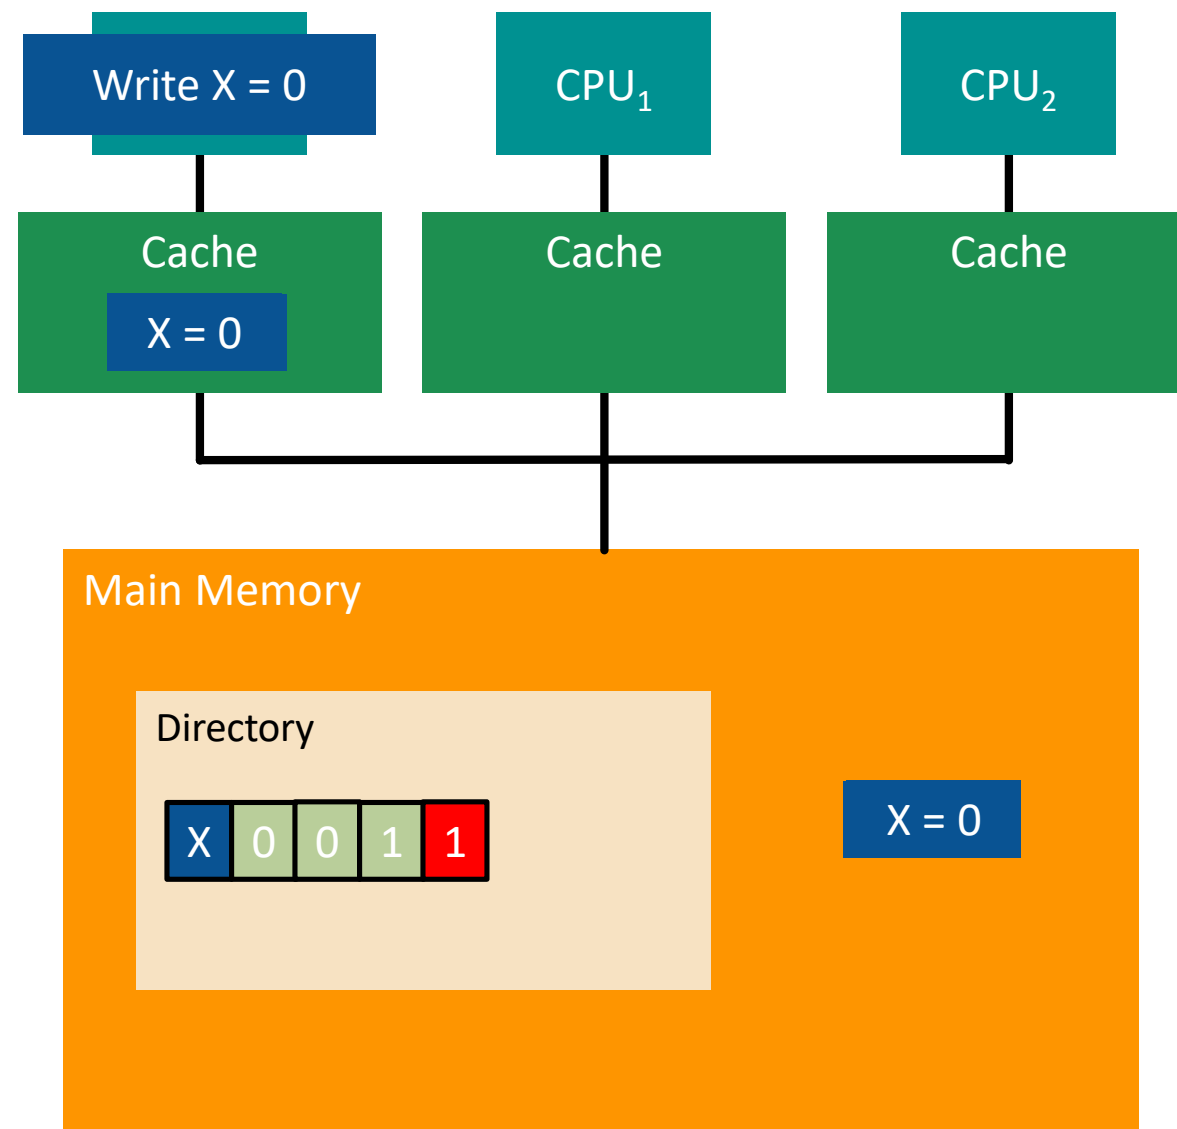 Write X = 0
CPU₁
CPU₂
Cache
Cache
Cache
X = 0
Main Memory
Directory
X 0 0 1 1
X = 0